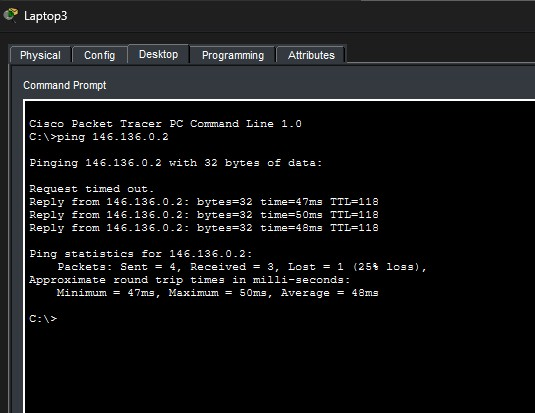 Laptop3
Physical Config Desktop Programming Attributes
Command Prompt
Cisco Packet Tracer PC Command Line 1.0
C:\>ping 146.136.0.2
Pinging 146.136.0.2 with 32 bytes of data:
Request timed out.
Reply from 146.136.0.2: bytes=32 time=47ms TTL=118
Reply from 146.136.0.2: bytes=32 time=50ms TTL=118
Reply from 146.136.0.2: bytes=32 time=48ms TTL=118
Ping statistics for 146.136.0.2:
Packets: Sent = 4, Received = 3, Lost = 1 (25% loss),
Approximate round trip times in milli-seconds:
Minimum = 47ms, Maximum = 50ms, Average = 48ms
C:\>